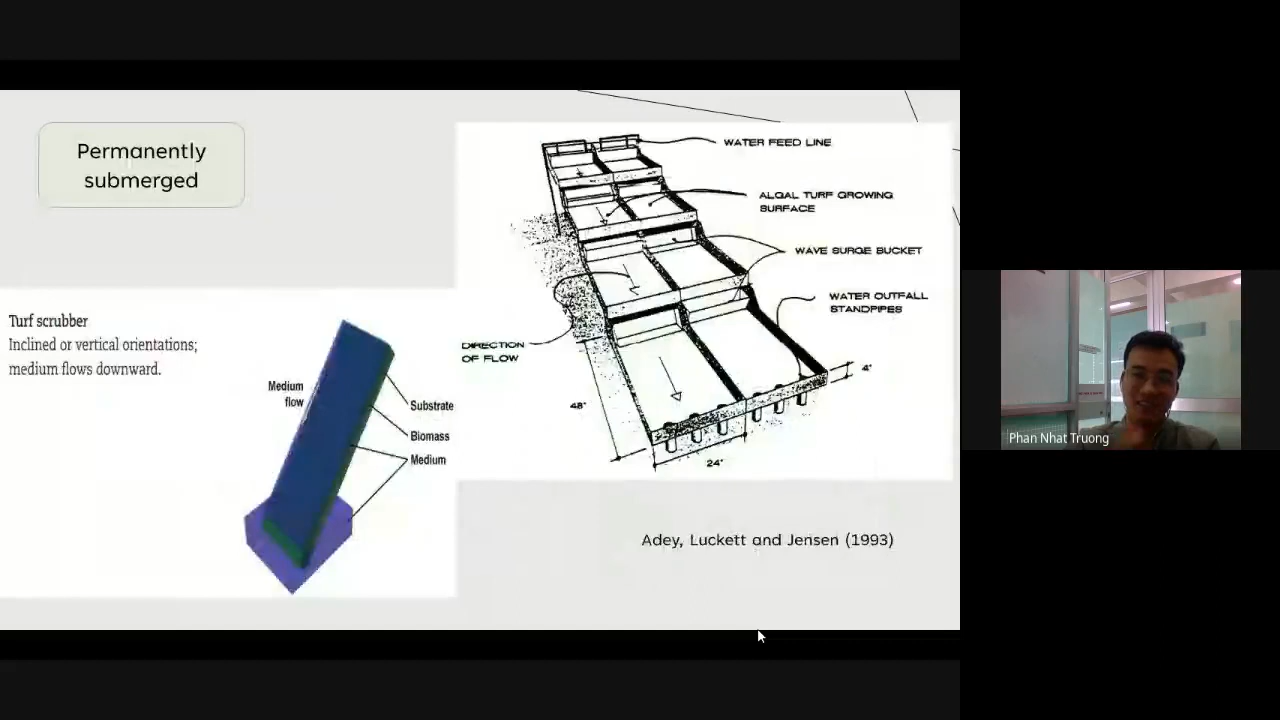 Permanently
submerged
Turf scrubber
Inclined or vertical orientations;
medium flows downward.
Medium
flow
Substrate
Biomass
Medium
WATER FEED LINE
ALGAL TURF GROWING
SURFACE
WAVE SURGE BUCKET
WATER OUTFALL
STANDPIPES
DIRECTION
OF FLOW
4"
48"
24"
Adey, Luckett and Jensen (1993)
Phan Nhat Truong